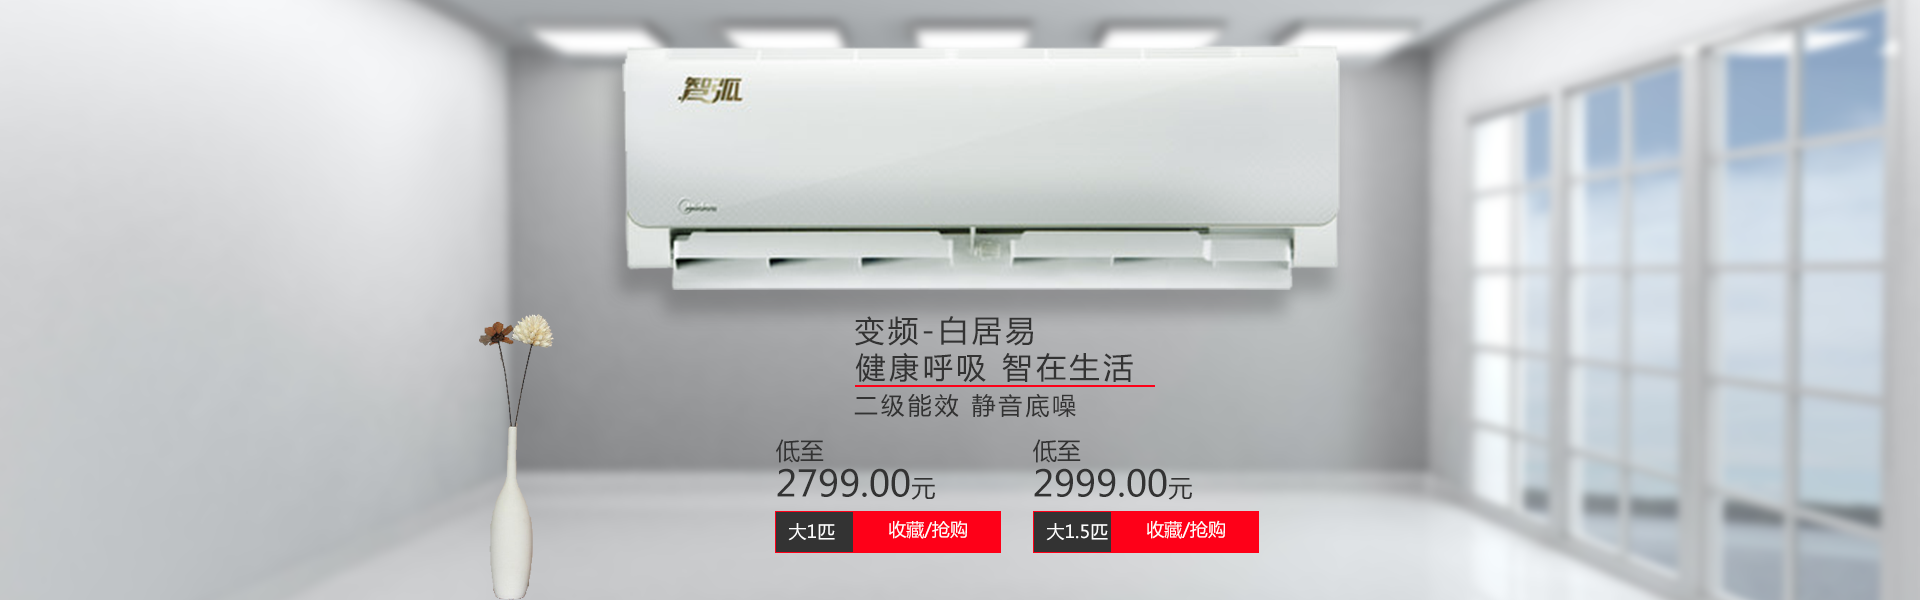 智弧
Midea
变频-白居易
健康呼吸 智在生活
二级能效 静音底噪
低至
2799.00元
大1匹
收藏/抢购
低至
2999.00元
大1.5匹
收藏/抢购